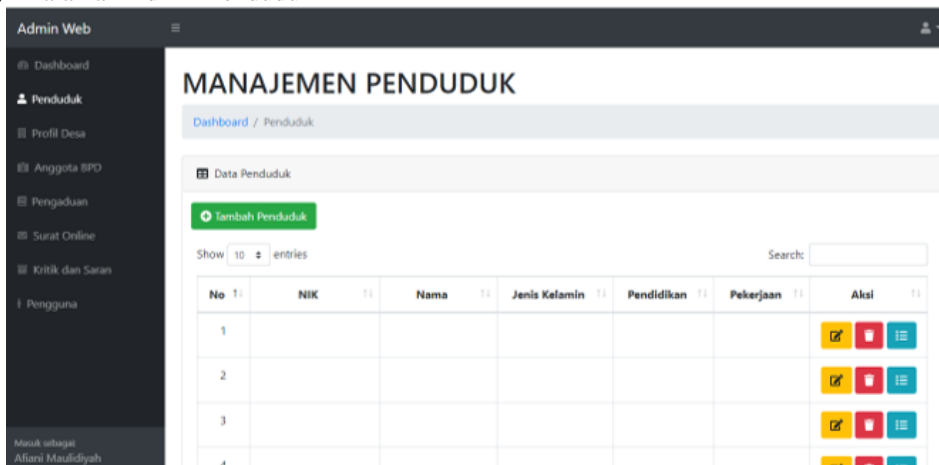 Admin Web
Dashboard
Penduduk
Profil Desa
Anggota BPD
Pengaduan
Surat Online
Kritik dan Saran
Pengguna
Masuk sebagai:
Afiani Maulidiyah
MANAJEMEN PENDUDUK
Dashboard / Penduduk
Data Penduduk
Tambah Penduduk
Show 10 entries
Search:
No NIK Nama Jenis Kelamin Pendidikan Pekerjaan Aksi
1
2
3
4